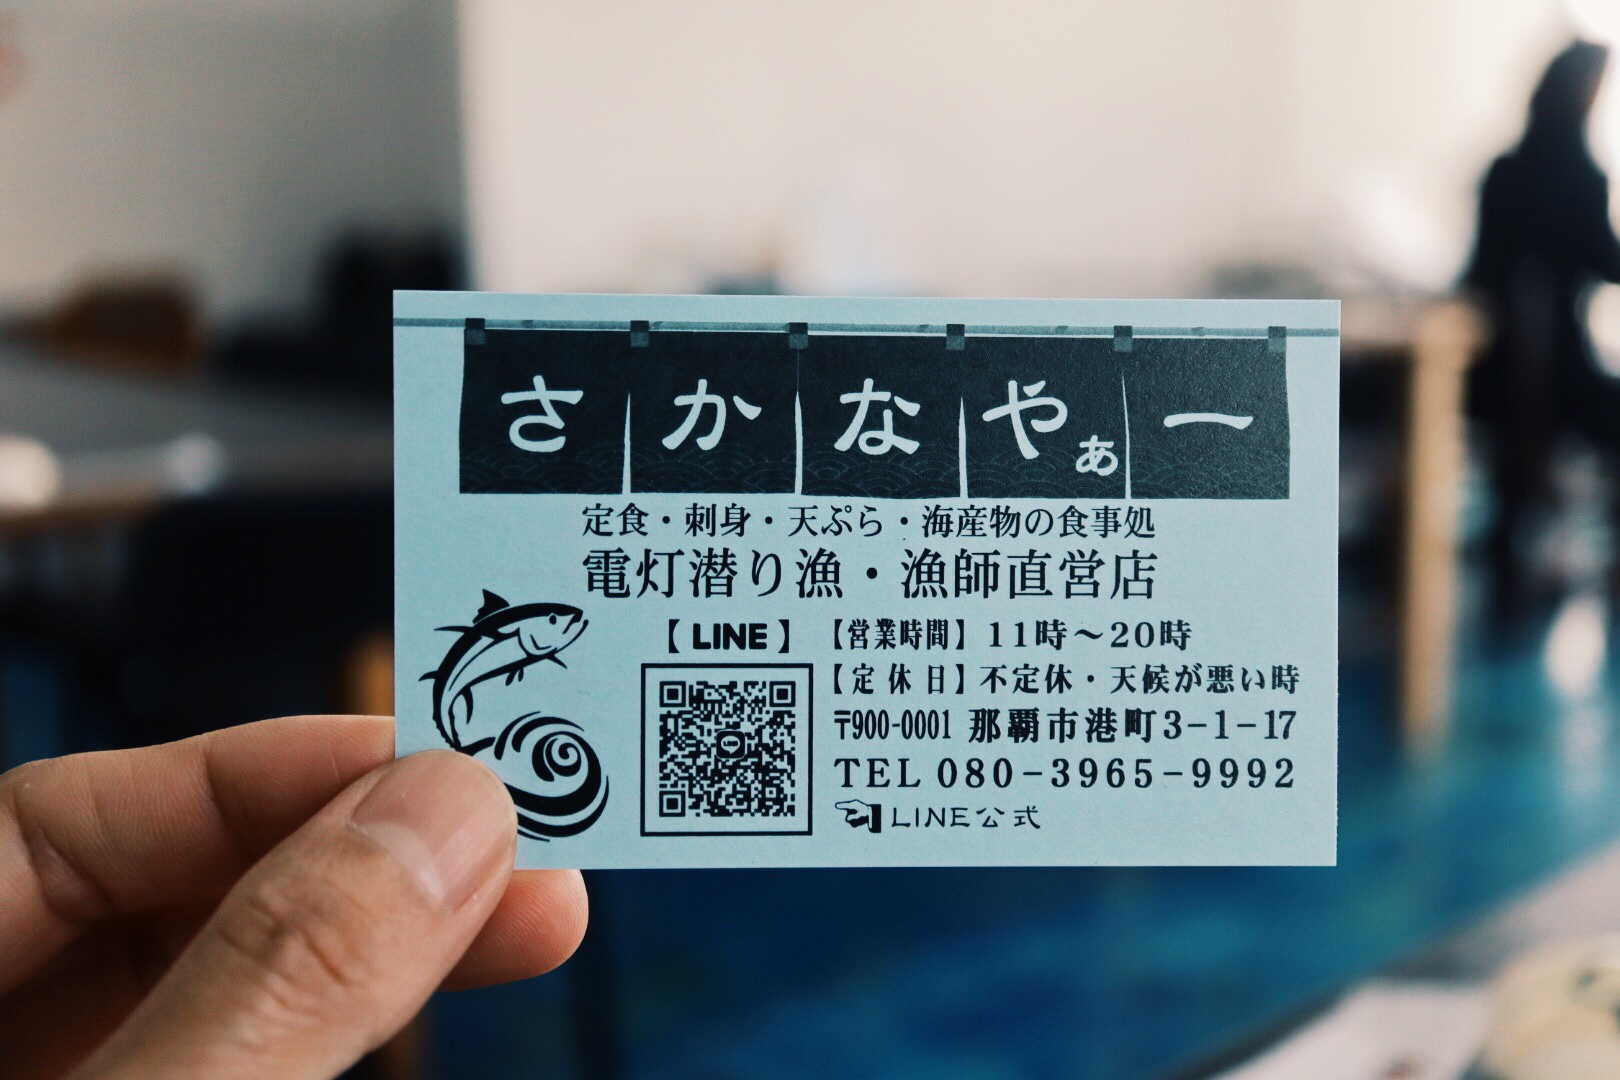 さかなやぁー
定食・刺身・天ぷら・海産物の食事処
電灯潜り漁・漁師直営店
【LINE】
【営業時間】11時〜20時
【定休日】不定休・天候が悪い時
〒900-0001 那覇市港町3-1-17
TEL 080-3965-9992
LINE公式